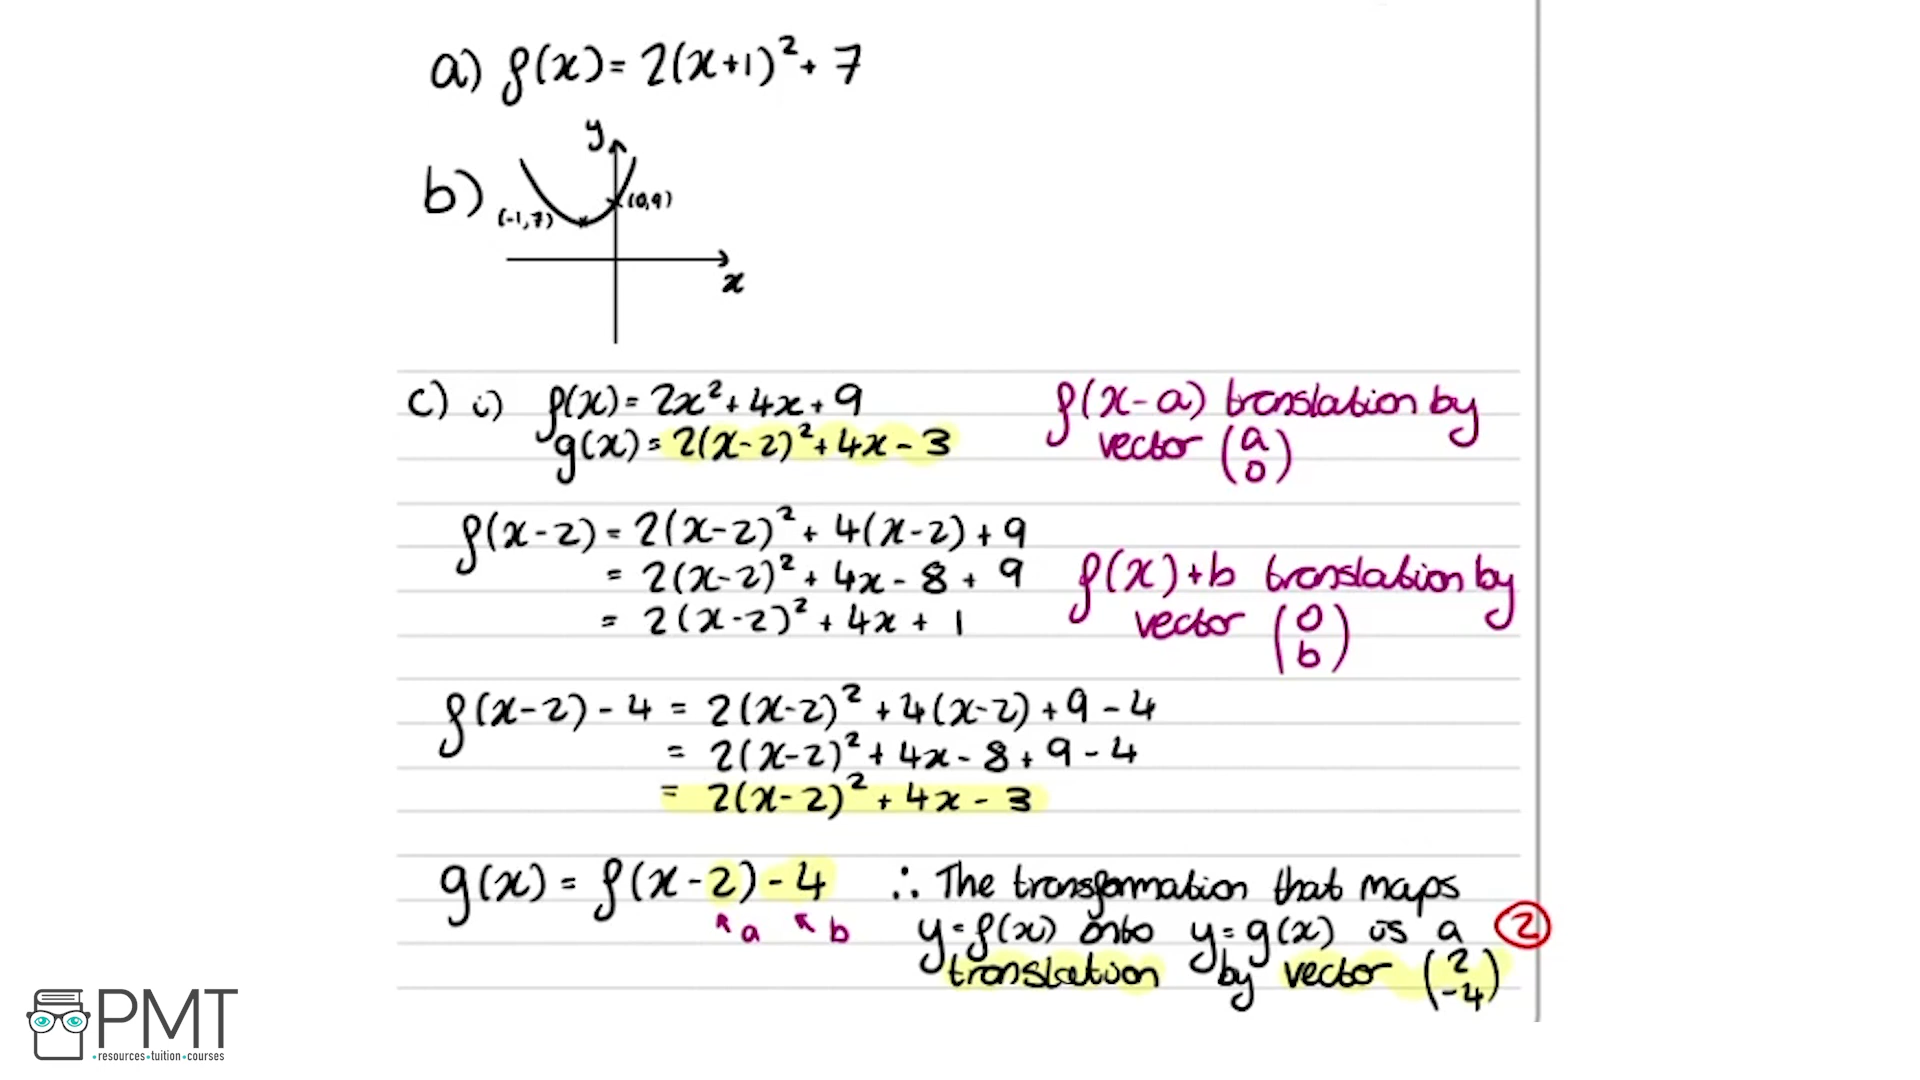 a) f(x) = 2(x+1)² + 7
b)
y
(-1,7)
(0,9)
x
c) i) f(x) = 2x² + 4x + 9
g(x) = 2(x-2)² + 4x - 3
f(x-a) translation by
vector (a 0)
f(x-2) = 2(x-2)² + 4(x-2) + 9
= 2(x-2)² + 4x - 8 + 9
= 2(x-2)² + 4x + 1
f(x)+b translation by
vector (0 b)
f(x-2) - 4 = 2(x-2)² + 4(x-2) + 9 - 4
= 2(x-2)² + 4x - 8 + 9 - 4
= 2(x-2)² + 4x - 3
g(x) = f(x-2) - 4
a b
∴ The transformation that maps
y=f(x) onto y=g(x) is a
translation by vector (2 -4)
2
PMT
•resources•tuition•courses